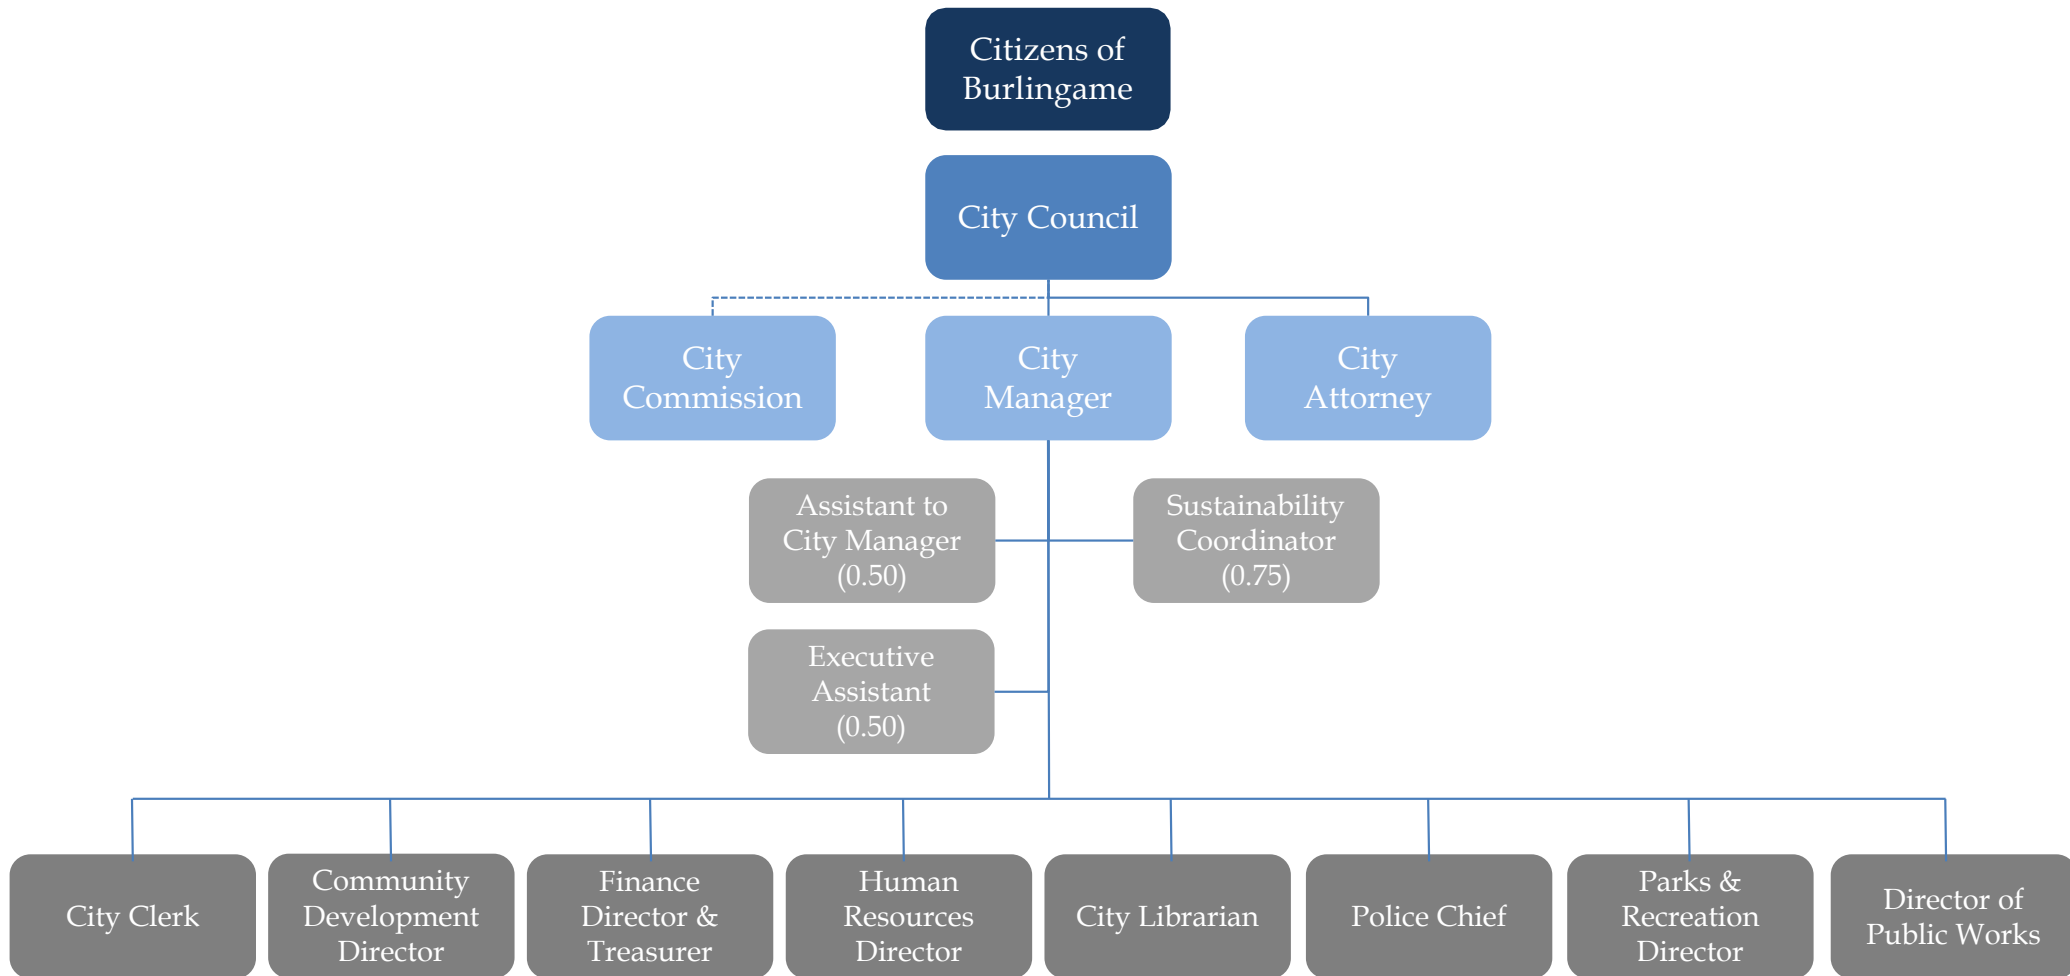 Citizens of
Burlingame
City Council
City
Commission
City
Manager
City
Attorney
Assistant to
City Manager
(0.50)
Sustainability
Coordinator
(0.75)
Executive
Assistant
(0.50)
City Clerk
Community
Development
Director
Finance
Director &
Treasurer
Human
Resources
Director
City Librarian
Police Chief
Parks &
Recreation
Director
Director of
Public Works